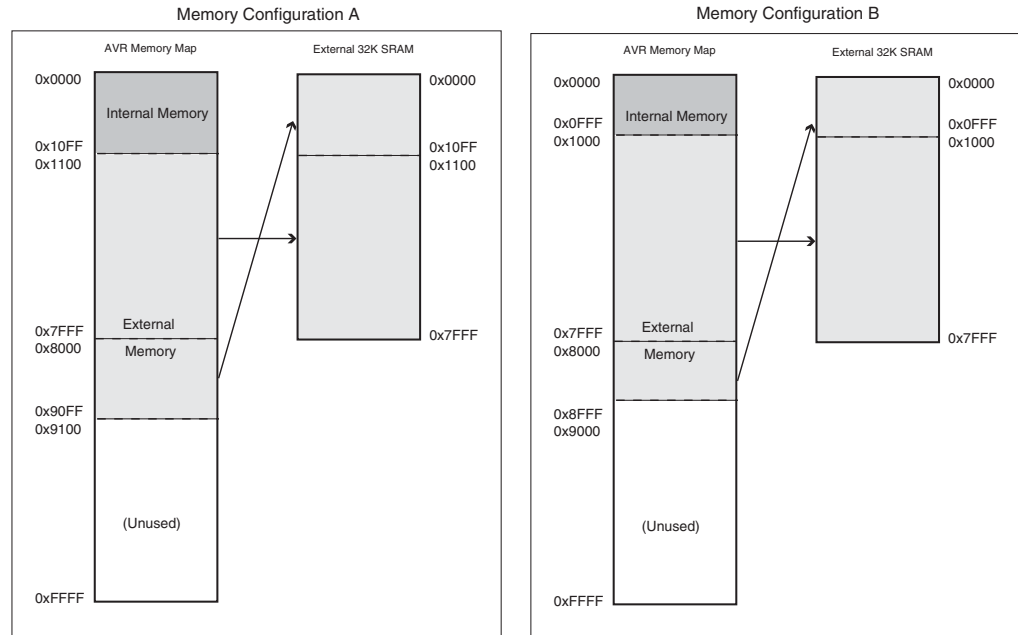 Memory Configuration A
AVR Memory Map
External 32K SRAM
0x0000
0x0000
Internal Memory
0x10FF
0x10FF
0x1100
0x1100
0x7FFF
External
0x7FFF
0x8000
Memory
0x90FF
0x9100
(Unused)
0xFFFF
Memory Configuration B
AVR Memory Map
External 32K SRAM
0x0000
0x0000
Internal Memory
0x0FFF
0x0FFF
0x1000
0x1000
0x7FFF
External
0x7FFF
0x8000
Memory
0x8FFF
0x9000
(Unused)
0xFFFF